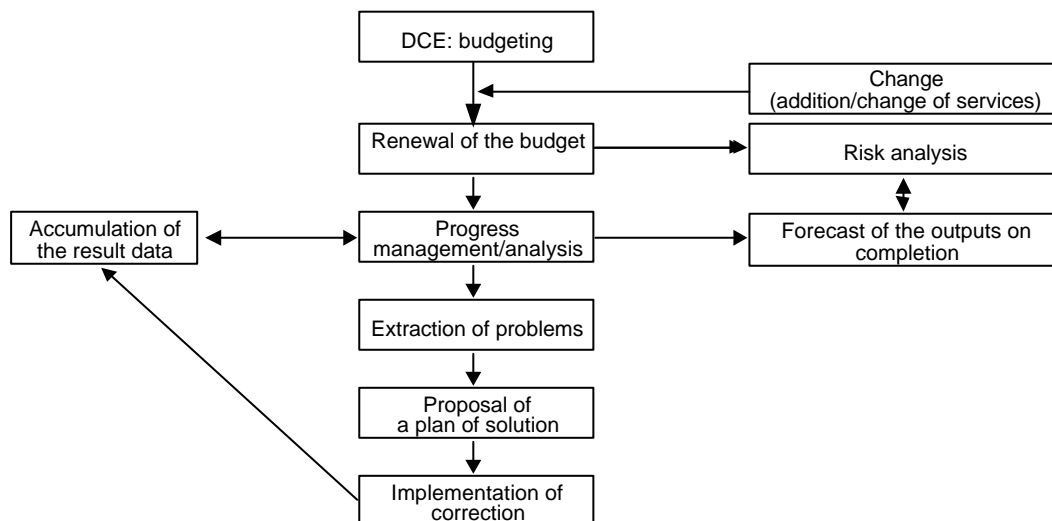 DCE: budgeting
Change
(addition/change of services)
Renewal of the budget
Risk analysis
Accumulation of
the result data
Progress
management/analysis
Forecast of the outputs on
completion
Extraction of problems
Proposal of
a plan of solution
Implementation of
correction